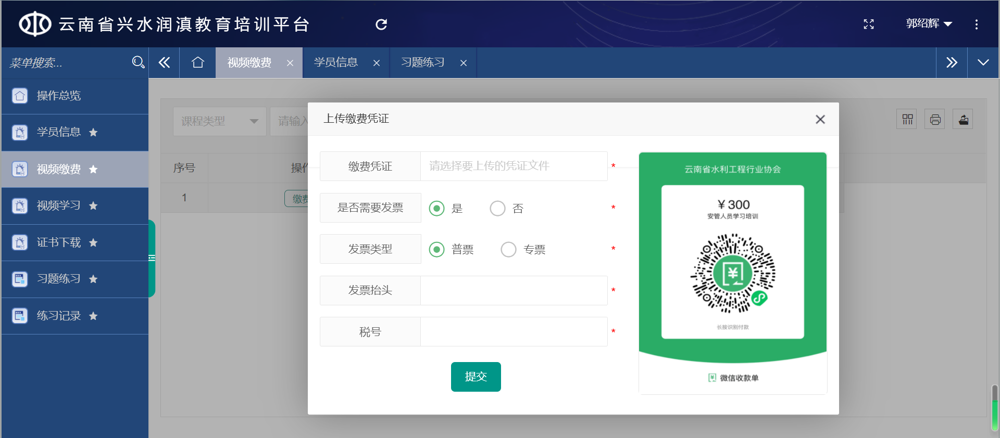 云南省兴水润滇教育培训平台
郭绍辉
菜单搜索...
视频缴费
学员信息
习题练习
操作总览
学员信息
视频缴费
视频学习
证书下载
习题练习
练习记录
课程类型
请输入
序号
操作
1
缴费
上传缴费凭证
缴费凭证
请选择要上传的凭证文件
*
是否需要发票
是
否
*
发票类型
普票
专票
*
发票抬头
*
税号
*
提交
云南省水利工程行业协会
¥300
安管人员学习培训
长按识别付款
微信收款单